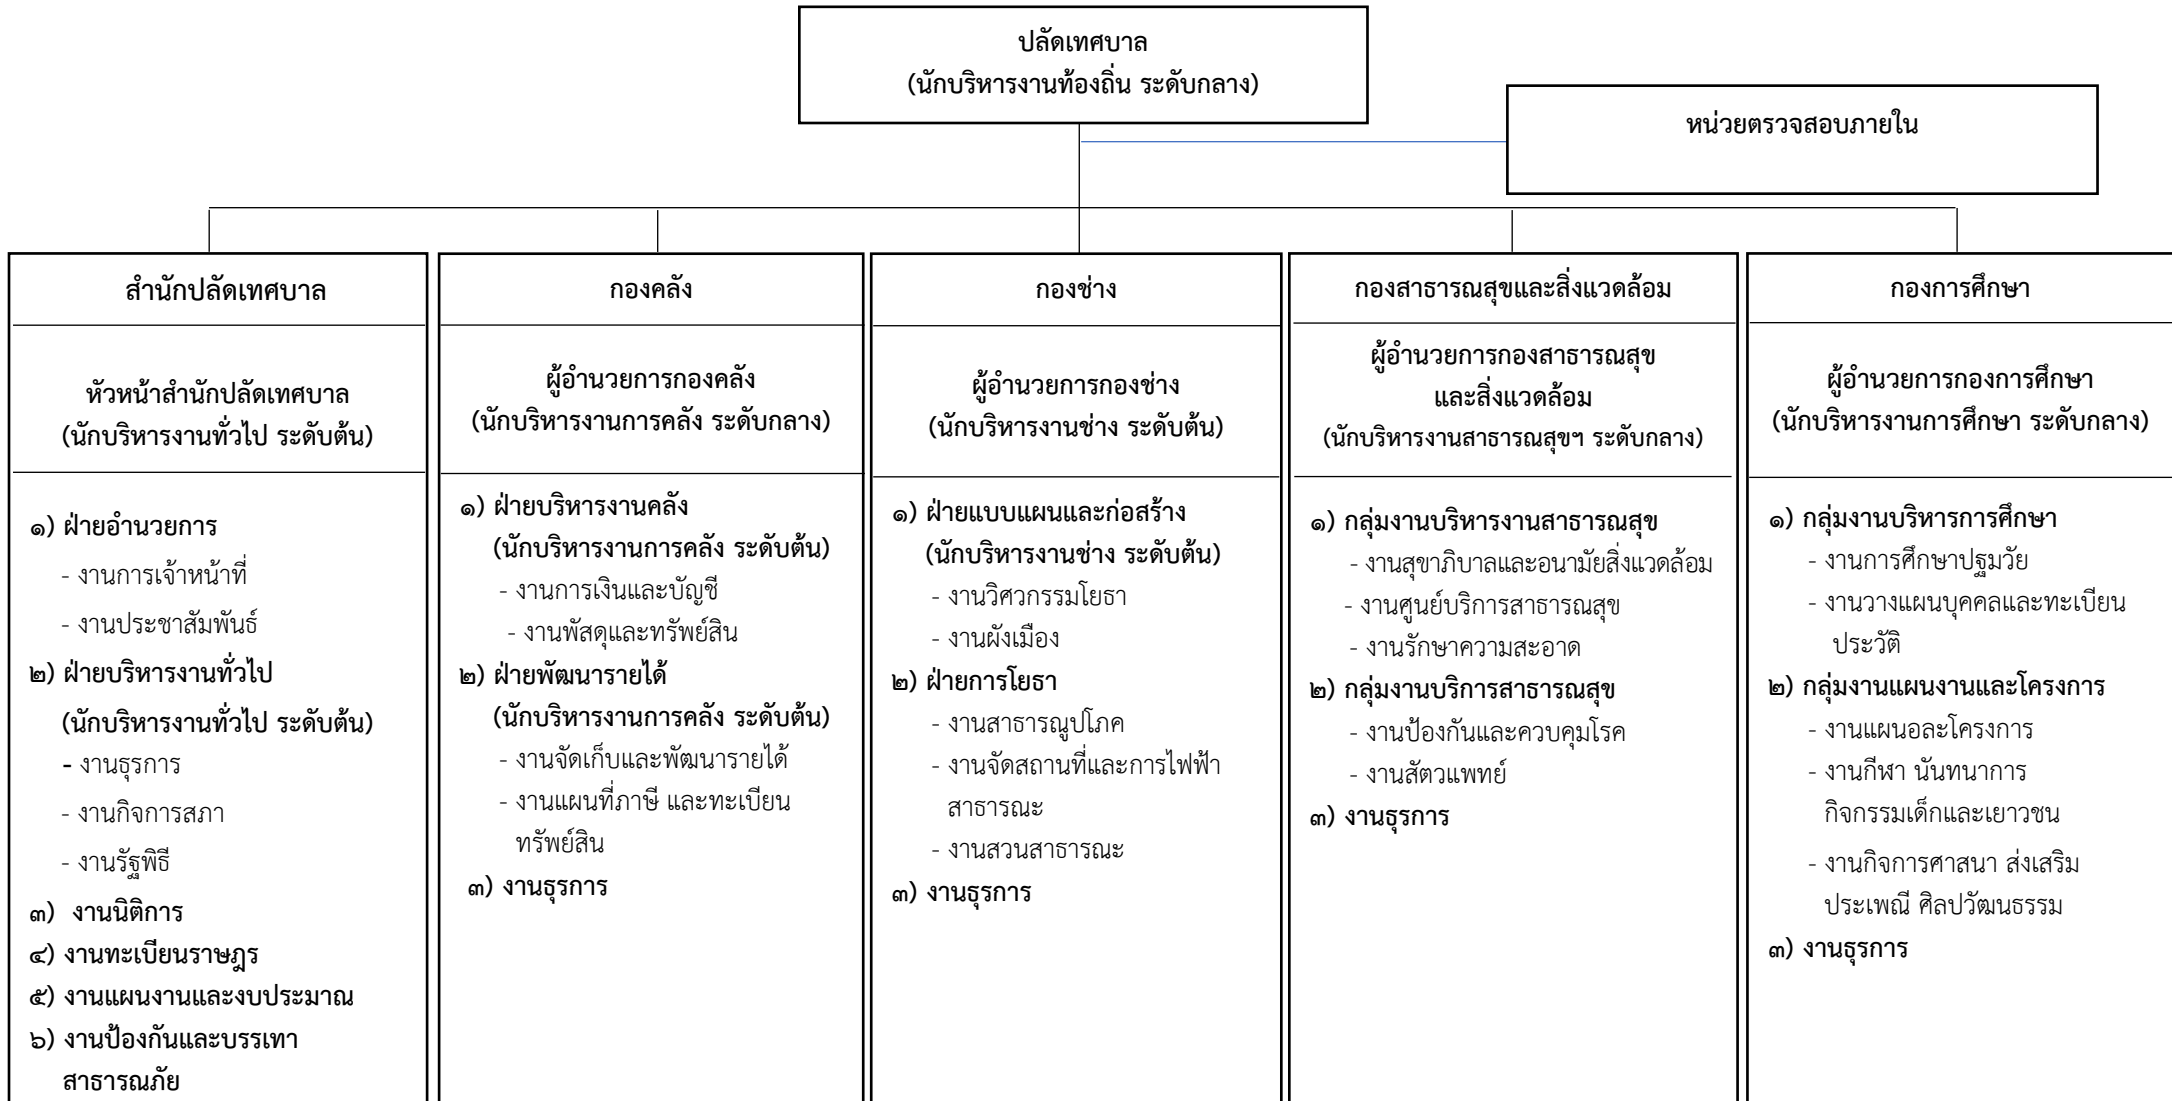 ปลัดเทศบาล
(นักบริหารงานท้องถิ่น ระดับกลาง)
หน่วยตรวจสอบภายใน
สำนักปลัดเทศบาล
หัวหน้าสำนักปลัดเทศบาล
(นักบริหารงานทั่วไป ระดับต้น)
๑) ฝ่ายอำนวยการ
- งานการเจ้าหน้าที่
- งานประชาสัมพันธ์
๒) ฝ่ายบริหารงานทั่วไป
(นักบริหารงานทั่วไป ระดับต้น)
- งานธุรการ
- งานกิจการสภา
- งานรัฐพิธี
๓) งานนิติการ
๔) งานทะเบียนราษฎร
๕) งานแผนงานและงบประมาณ
๖) งานป้องกันและบรรเทา
สาธารณภัย
กองคลัง
ผู้อำนวยการกองคลัง
(นักบริหารงานการคลัง ระดับกลาง)
๑) ฝ่ายบริหารงานคลัง
(นักบริหารงานการคลัง ระดับต้น)
- งานการเงินและบัญชี
- งานพัสดุและทรัพย์สิน
๒) ฝ่ายพัฒนารายได้
(นักบริหารงานการคลัง ระดับต้น)
- งานจัดเก็บและพัฒนารายได้
- งานแผนที่ภาษี และทะเบียน
ทรัพย์สิน
๓) งานธุรการ
กองช่าง
ผู้อำนวยการกองช่าง
(นักบริหารงานช่าง ระดับต้น)
๑) ฝ่ายแบบแผนและก่อสร้าง
(นักบริหารงานช่าง ระดับต้น)
- งานวิศวกรรมโยธา
- งานผังเมือง
๒) ฝ่ายการโยธา
- งานสาธารณูปโภค
- งานจัดสถานที่และการไฟฟ้า
สาธารณะ
- งานสวนสาธารณะ
๓) งานธุรการ
กองสาธารณสุขและสิ่งแวดล้อม
ผู้อำนวยการกองสาธารณสุข
และสิ่งแวดล้อม
(นักบริหารงานสาธารณสุขฯ ระดับกลาง)
๑) กลุ่มงานบริหารงานสาธารณสุข
- งานสุขาภิบาลและอนามัยสิ่งแวดล้อม
- งานศูนย์บริการสาธารณสุข
- งานรักษาความสะอาด
๒) กลุ่มงานบริการสาธารณสุข
- งานป้องกันและควบคุมโรค
- งานสัตวแพทย์
๓) งานธุรการ
กองการศึกษา
ผู้อำนวยการกองการศึกษา
(นักบริหารงานการศึกษา ระดับกลาง)
๑) กลุ่มงานบริหารการศึกษา
- งานการศึกษาปฐมวัย
- งานวางแผนบุคคลและทะเบียน
ประวัติ
๒) กลุ่มงานแผนงานและโครงการ
- งานแผนอละโครงการ
- งานกีฬา นันทนาการ
กิจกรรมเด็กและเยาวชน
- งานกิจการศาสนา ส่งเสริม
ประเพณี ศิลปวัฒนธรรม
๓) งานธุรการ